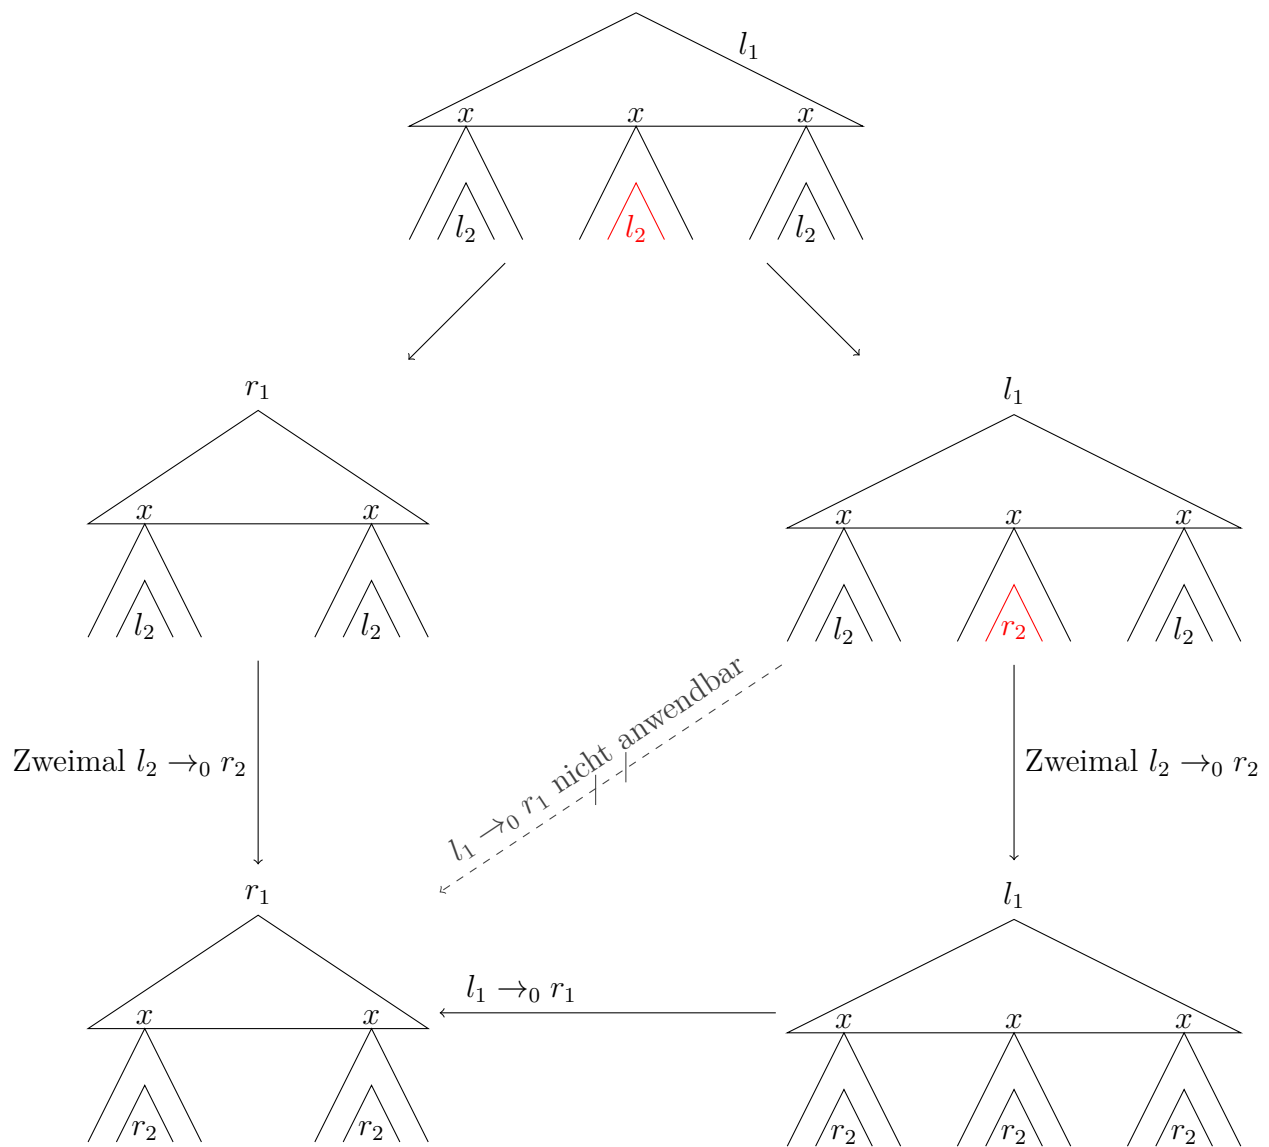 l₁
x x x
l₂ l₂ l₂
r₁ l₁
x x x x x
l₂ l₂ l₂ r₂ l₂
l₁ →₀ r₁ nicht anwendbar
Zweimal l₂ →₀ r₂ Zweimal l₂ →₀ r₂
r₁ l₁
l₁ →₀ r₁
x x x x x
r₂ r₂ r₂ r₂ r₂